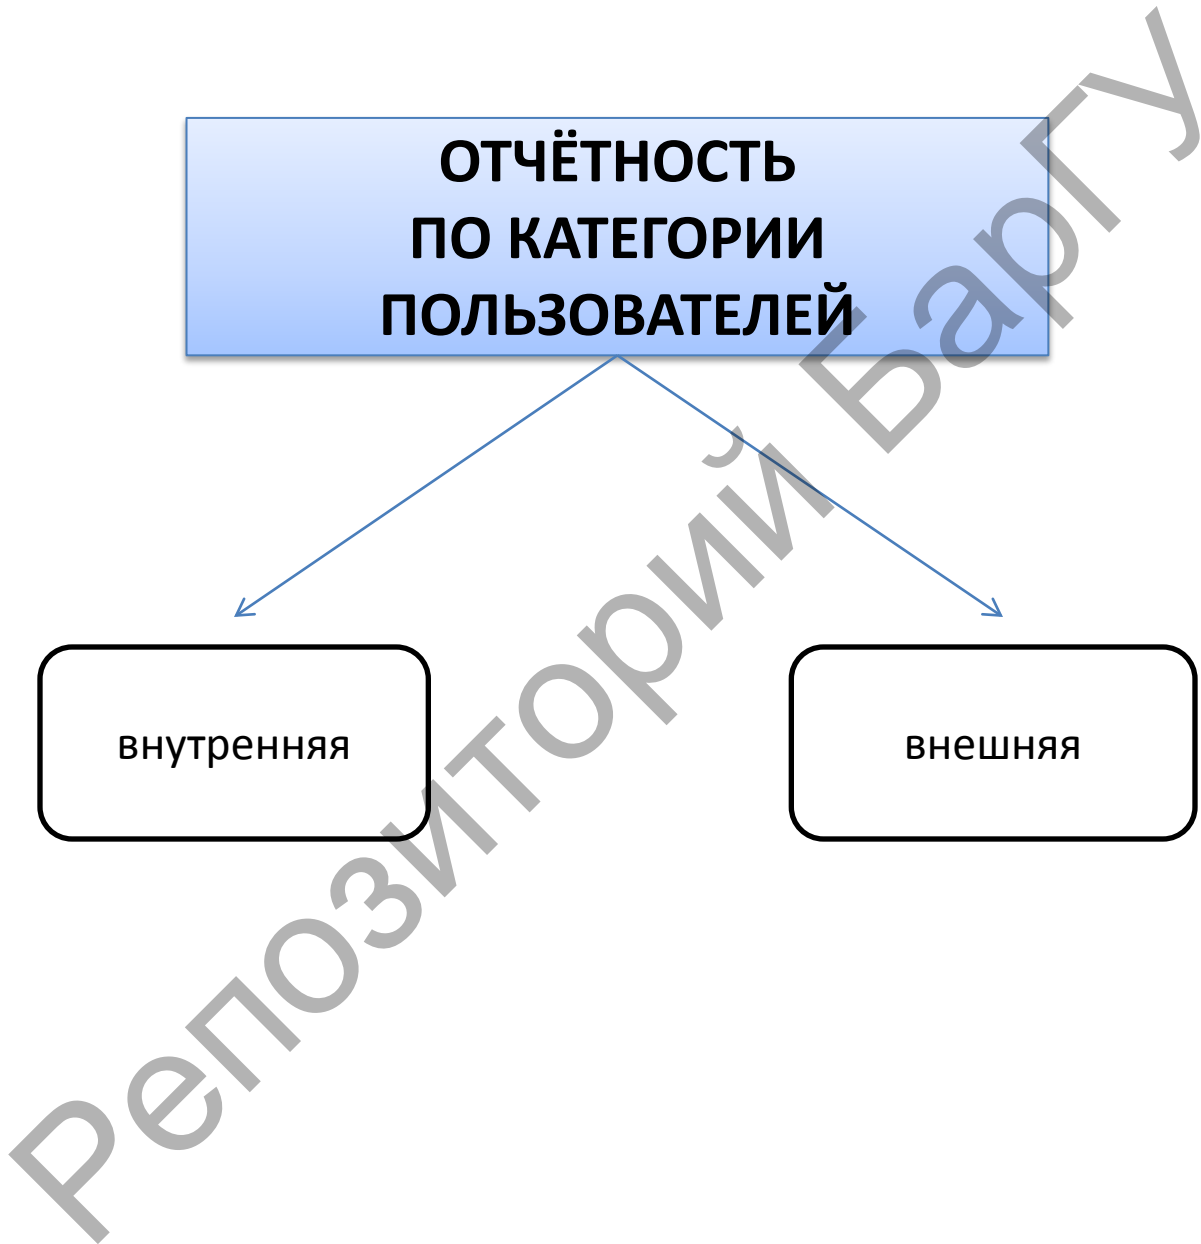 ОТЧЁТНОСТЬ
ПО КАТЕГОРИИ
ПОЛЬЗОВАТЕЛЕЙ
внутренняя
внешняя
Репозиторий БарГУ